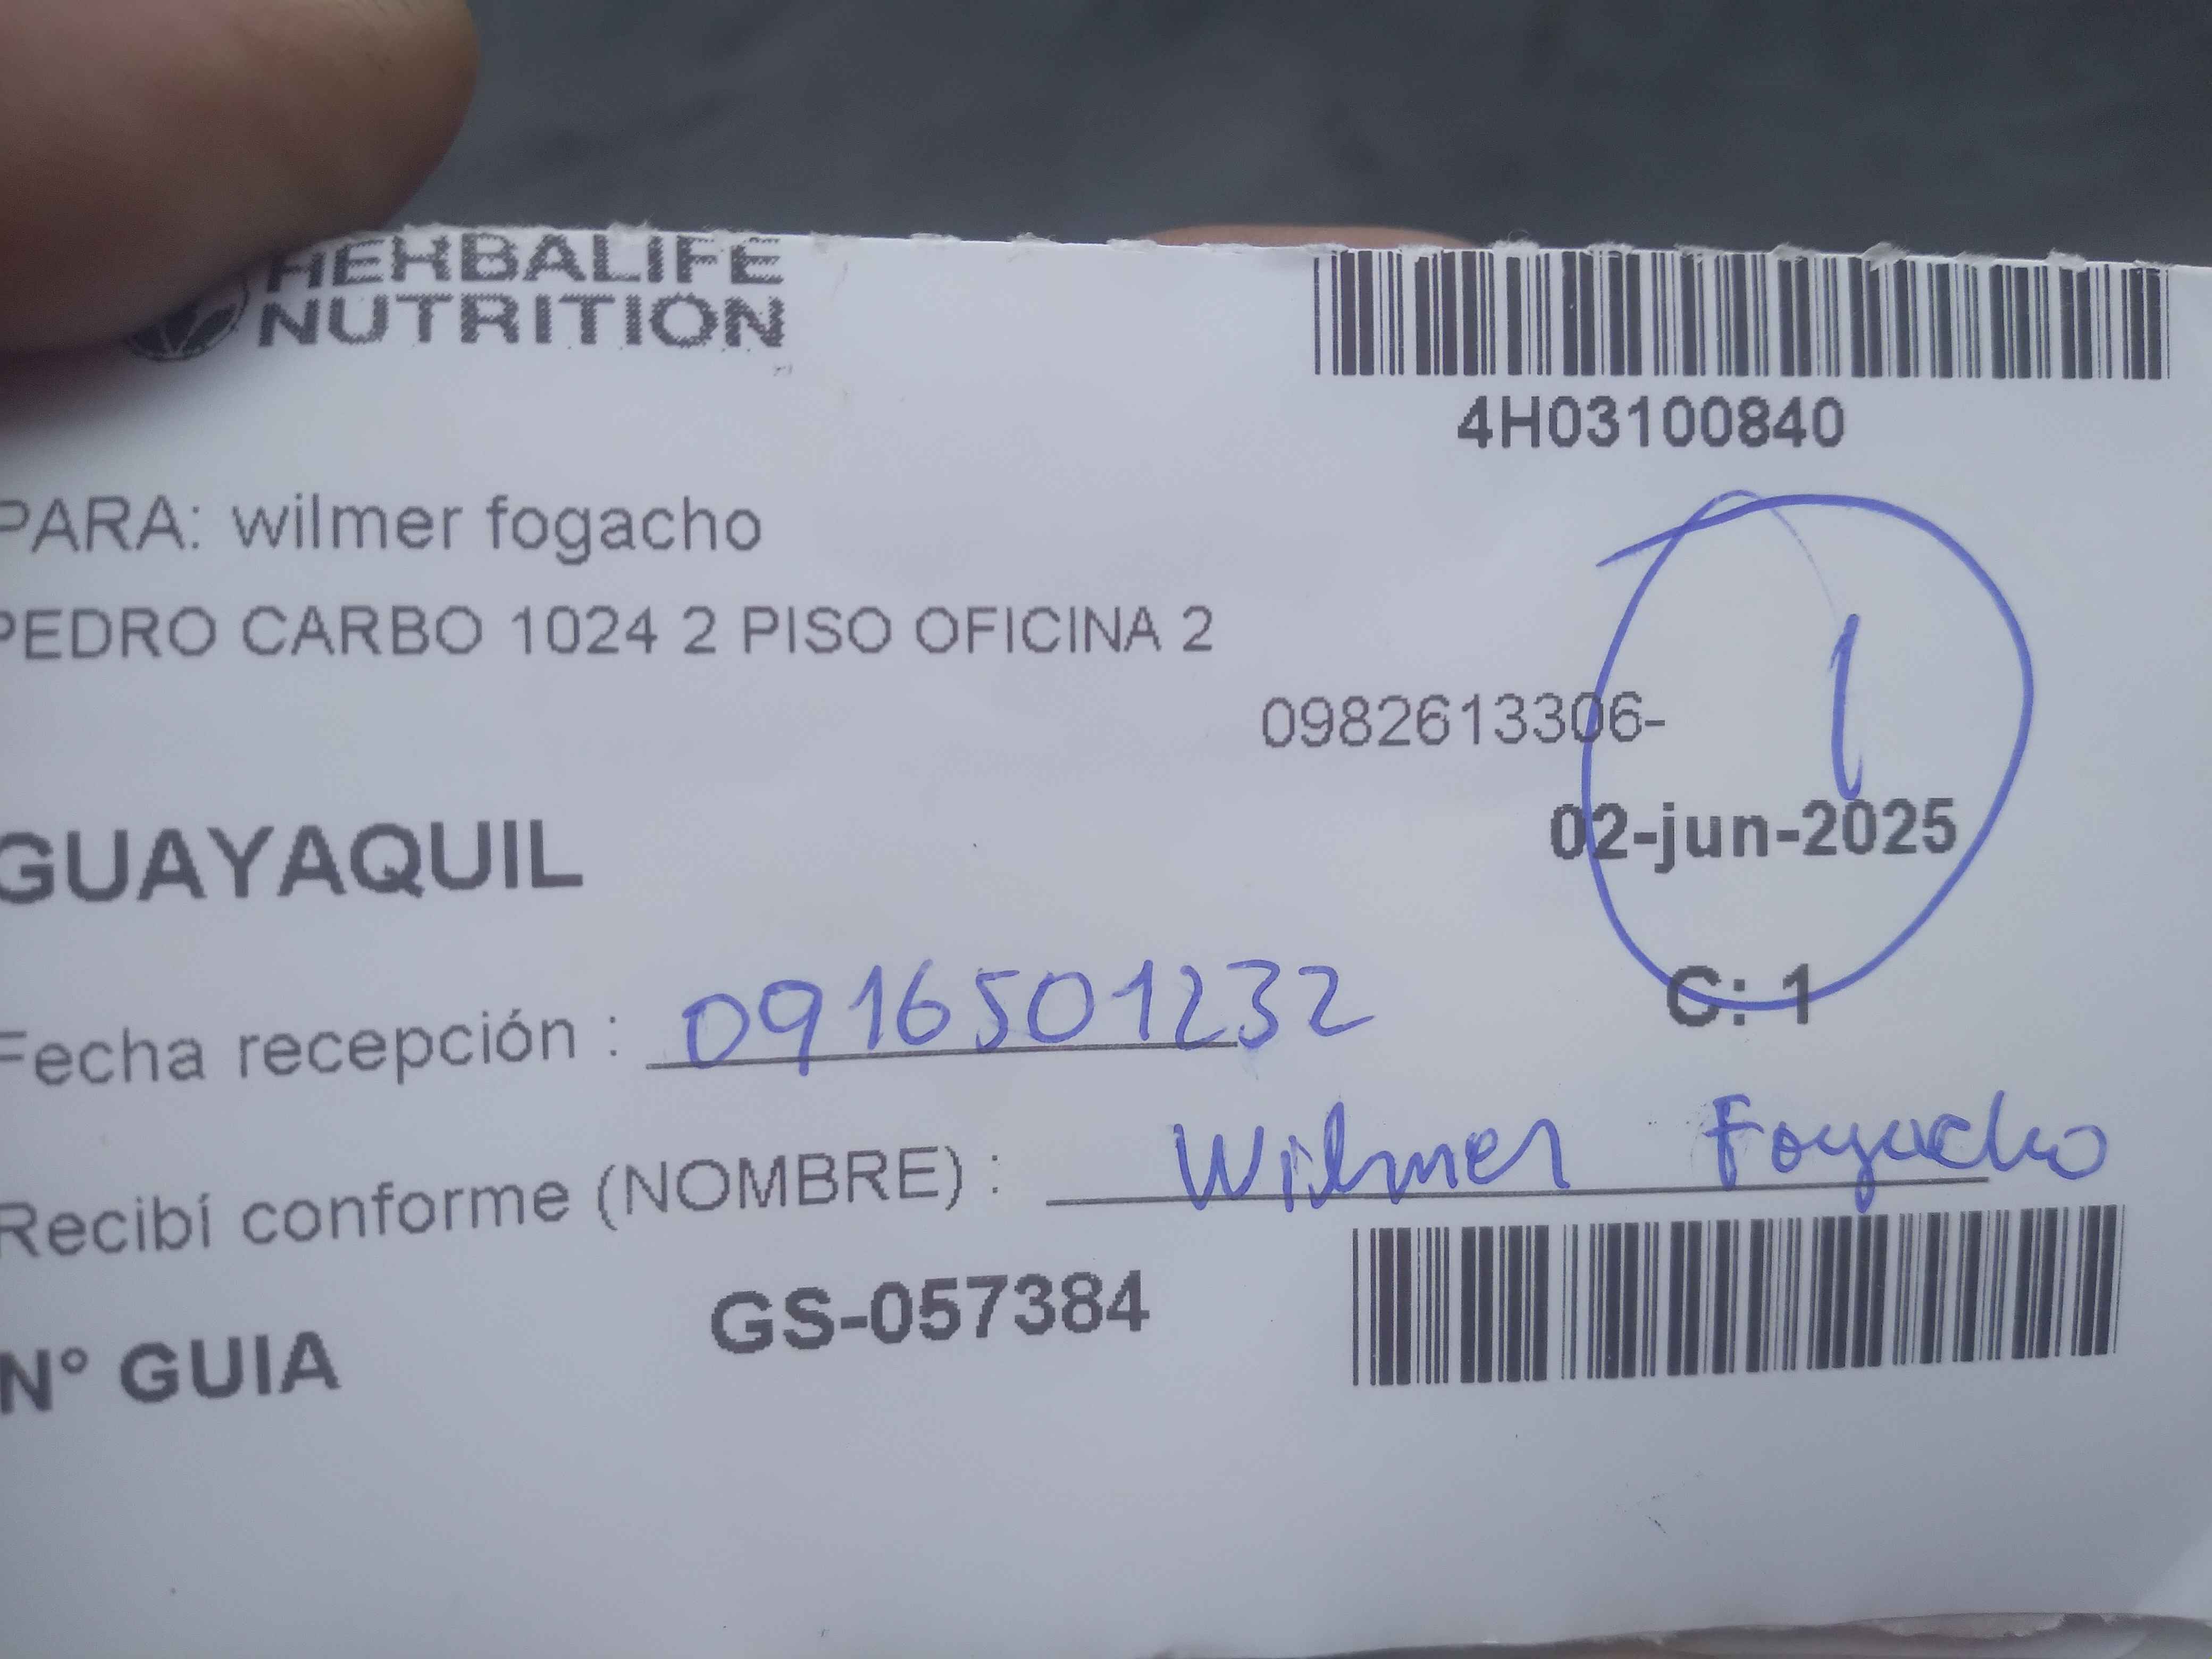 HERBALIFE
NUTRITION
4H03100840
PARA: wilmer fogacho
PEDRO CARBO 1024 2 PISO OFICINA 2
0982613306-
1
02-jun-2025
GUAYAQUIL
C: 1
Fecha recepción : 0916501232
Recibí conforme (NOMBRE) : Wilmer Fogacho
N° GUIA GS-057384